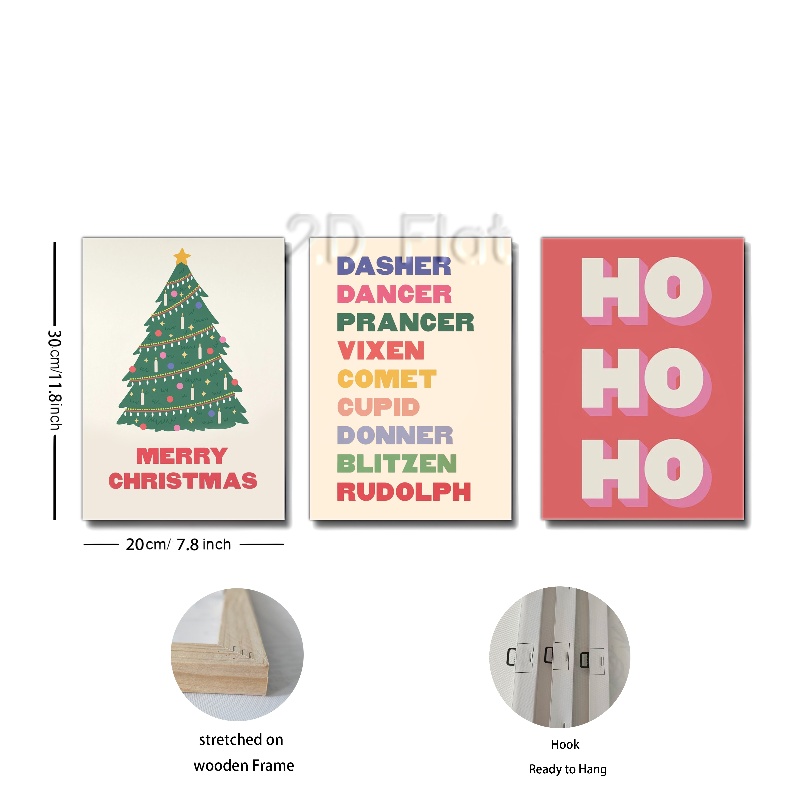 2D Flat
30cm/11.8inch
MERRY
CHRISTMAS
20cm/ 7.8 inch
DASHER
DANCER
PRANCER
VIXEN
COMET
CUPID
DONNER
BLITZEN
RUDOLPH
HO
HO
HO
stretched on
wooden Frame
Hook
Ready to Hang